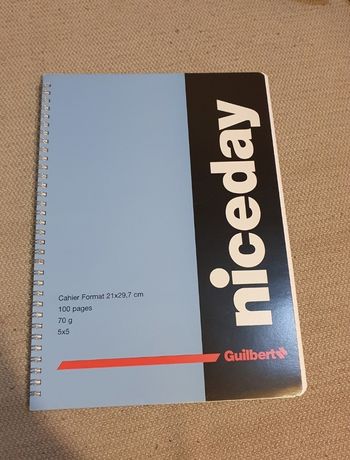 niceday
Cahier Format 21x29,7 cm
100 pages
70 g
5x5
Guilbert